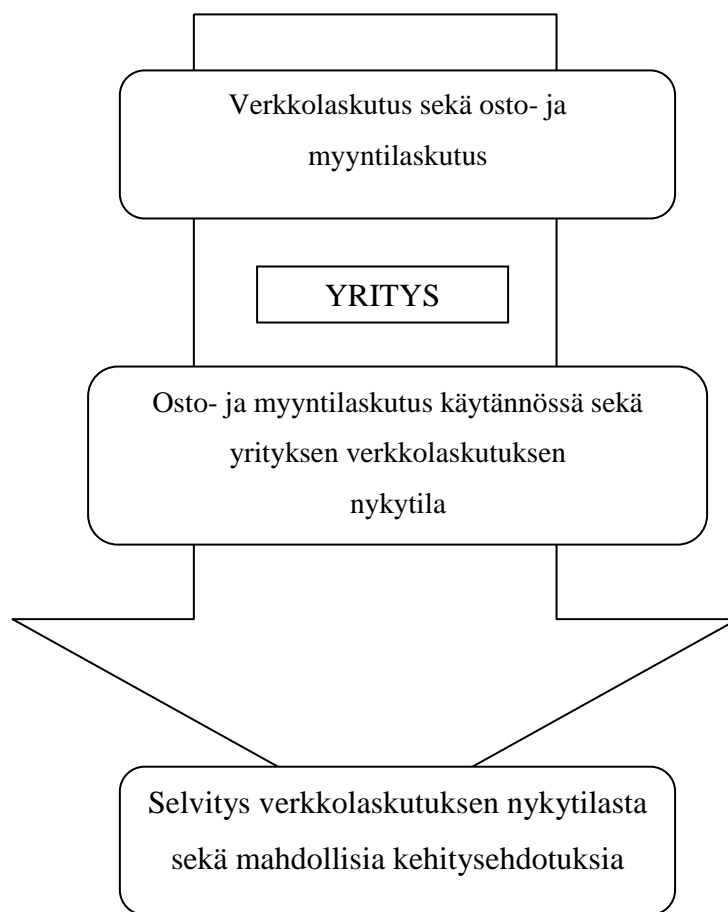 Verkkolaskutus sekä osto- ja
myyntilaskutus
YRITYS
Osto- ja myyntilaskutus käytännössä sekä
yrityksen verkkolaskutuksen
nykytila
Selvitys verkkolaskutuksen nykytilasta
sekä mahdollisia kehitysehdotuksia